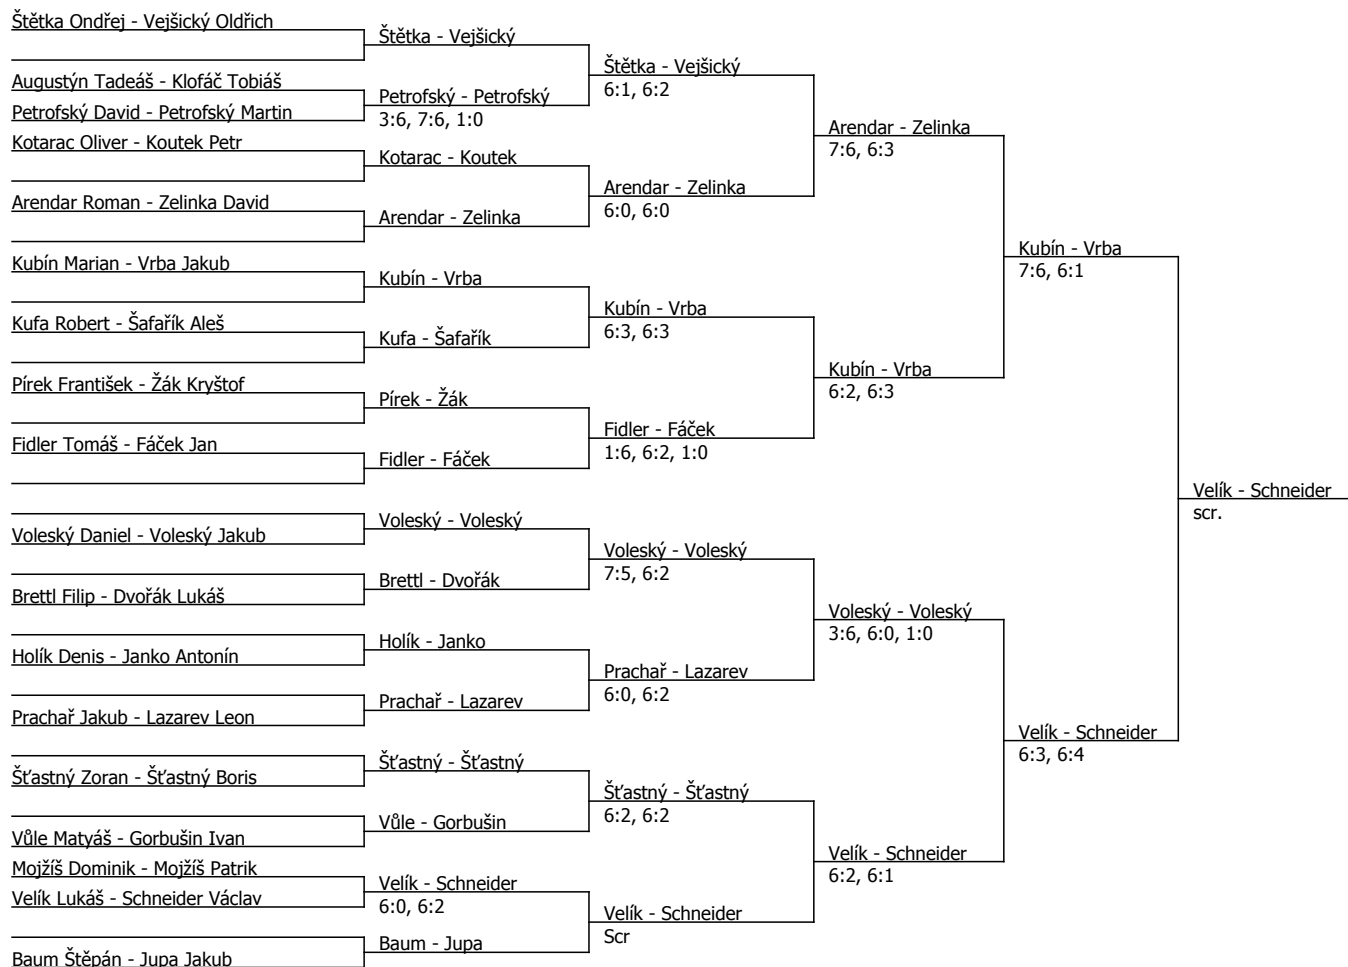 Štětka Ondřej - Vejšický Oldřich
Augustýn Tadeáš - Klofáč Tobiáš
Petrofský David - Petrofský Martin
Kotarac Oliver - Koutek Petr
Arendar Roman - Zelinka David
Kubín Marian - Vrba Jakub
Kufa Robert - Šafařík Aleš
Pírek František - Žák Kryštof
Fidler Tomáš - Fáček Jan
Voleský Daniel - Voleský Jakub
Brettl Filip - Dvořák Lukáš
Holík Denis - Janko Antonín
Prachař Jakub - Lazarev Leon
Šťastný Zoran - Šťastný Boris
Vůle Matyáš - Gorbušin Ivan
Mojžíš Dominik - Mojžíš Patrik
Velík Lukáš - Schneider Václav
Baum Štěpán - Jupa Jakub
Štětka - Vejšický
Petrofský - Petrofský
3:6, 7:6, 1:0
Kotarac - Koutek
Arendar - Zelinka
Kubín - Vrba
Kufa - Šafařík
Pírek - Žák
Fidler - Fáček
Voleský - Voleský
Brettl - Dvořák
Holík - Janko
Prachař - Lazarev
Šťastný - Šťastný
Vůle - Gorbušin
Velík - Schneider
6:0, 6:2
Baum - Jupa
Štětka - Vejšický
6:1, 6:2
Arendar - Zelinka
6:0, 6:0
Kubín - Vrba
6:3, 6:3
Fidler - Fáček
1:6, 6:2, 1:0
Voleský - Voleský
7:5, 6:2
Prachař - Lazarev
6:0, 6:2
Šťastný - Šťastný
6:2, 6:2
Velík - Schneider
Scr
Arendar - Zelinka
7:6, 6:3
Kubín - Vrba
6:2, 6:3
Voleský - Voleský
3:6, 6:0, 1:0
Velík - Schneider
6:2, 6:1
Kubín - Vrba
7:6, 6:1
Velík - Schneider
6:3, 6:4
Velík - Schneider
scr.